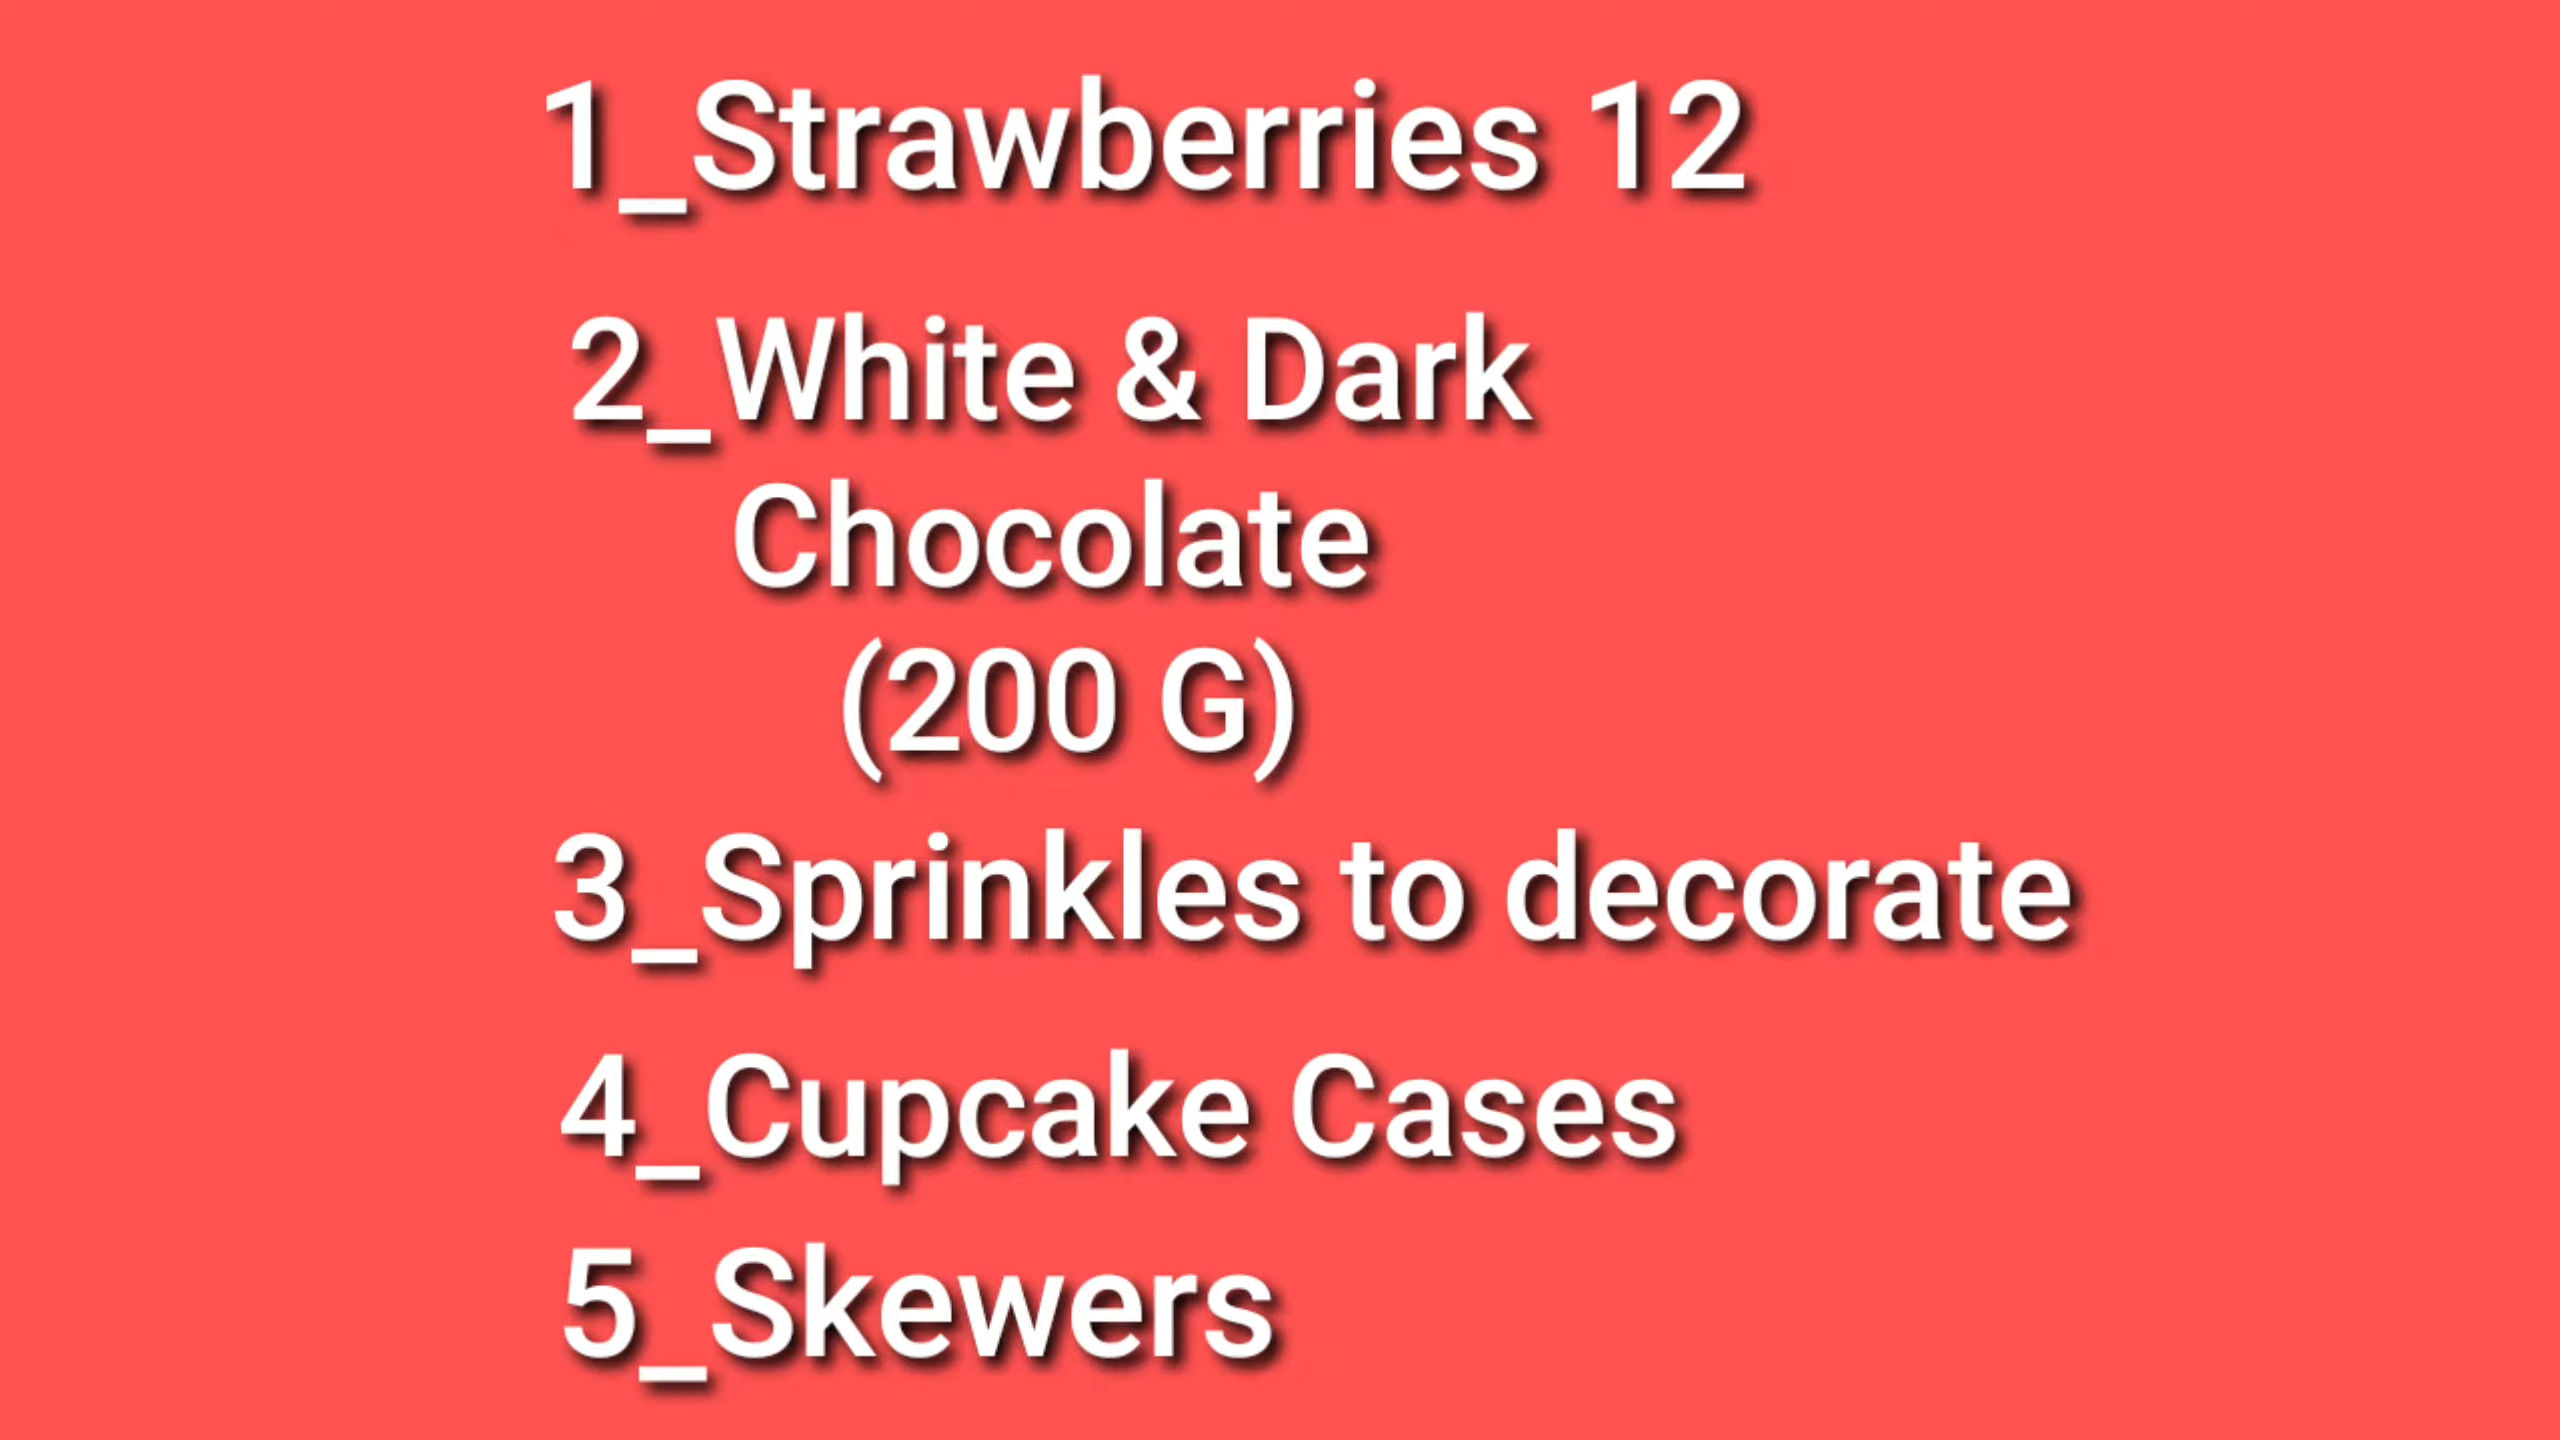 1_Strawberries 12
2_White & Dark
Chocolate
(200 G)
3_Sprinkles to decorate
4_Cupcake Cases
5_Skewers